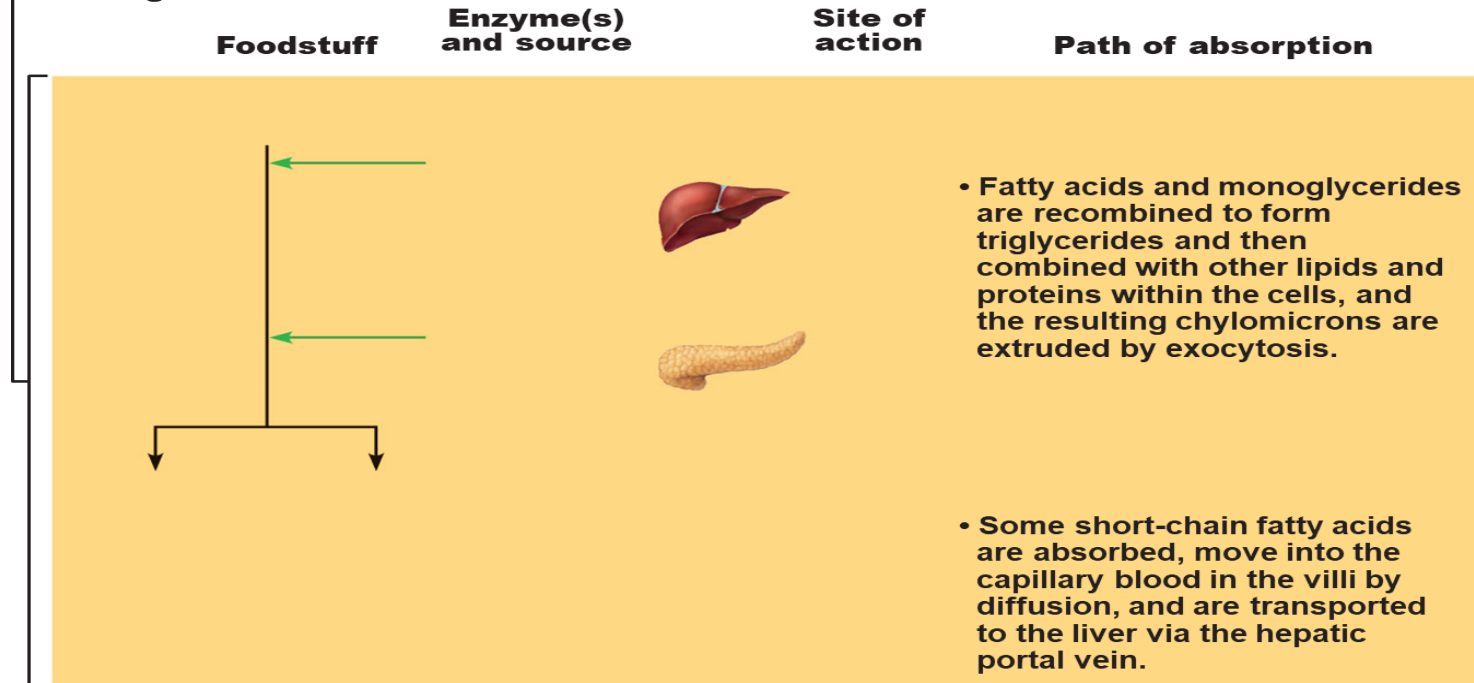 Foodstuff
Enzyme(s)
and source
Site of
action
Path of absorption
• Fatty acids and monoglycerides
are recombined to form
triglycerides and then
combined with other lipids and
proteins within the cells, and
the resulting chylomicrons are
extruded by exocytosis.
• Some short-chain fatty acids
are absorbed, move into the
capillary blood in the villi by
diffusion, and are transported
to the liver via the hepatic
portal vein.